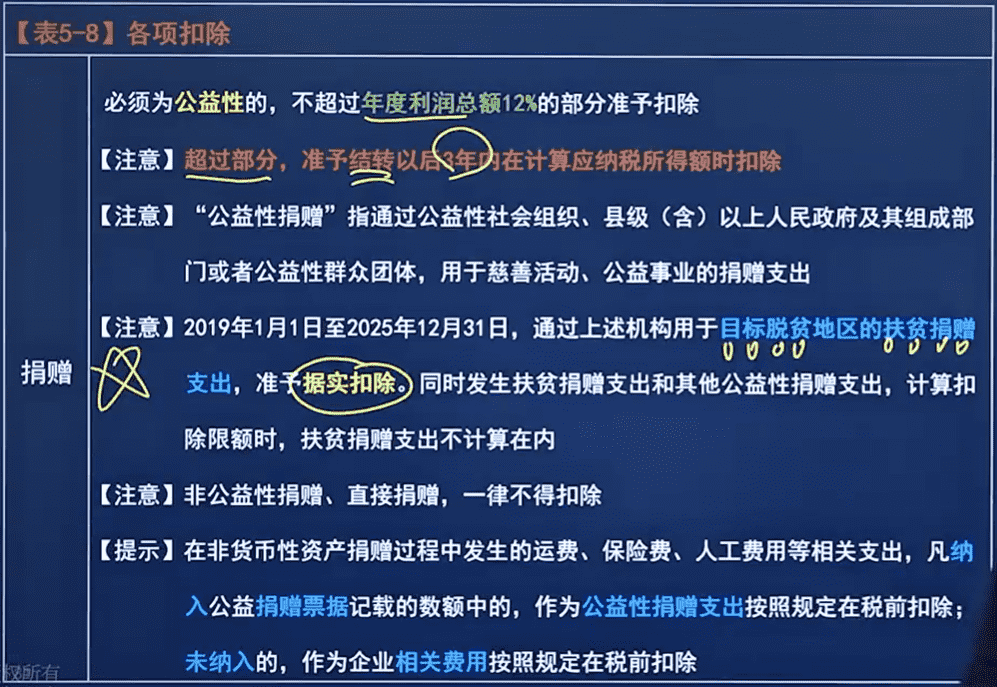 【表5-8】各项扣除
必须为公益性的，不超过年度利润总额12%的部分准予扣除
【注意】超过部分，准予结转以后3年内在计算应纳税所得额时扣除
【注意】“公益性捐赠”指通过公益性社会组织、县级（含）以上人民政府及其组成部
门或者公益性群众团体，用于慈善活动、公益事业的捐赠支出
【注意】2019年1月1日至2025年12月31日，通过上述机构用于目标脱贫地区的扶贫捐赠
捐赠
支出，准予据实扣除。同时发生扶贫捐赠支出和其他公益性捐赠支出，计算扣
除限额时，扶贫捐赠支出不计算在内
【注意】非公益性捐赠、直接捐赠，一律不得扣除
【提示】在非货币性资产捐赠过程中发生的运费、保险费、人工费用等相关支出，凡纳
入公益捐赠票据记载的数额中的，作为公益性捐赠支出按照规定在税前扣除；
未纳入的，作为企业相关费用按照规定在税前扣除
权所有